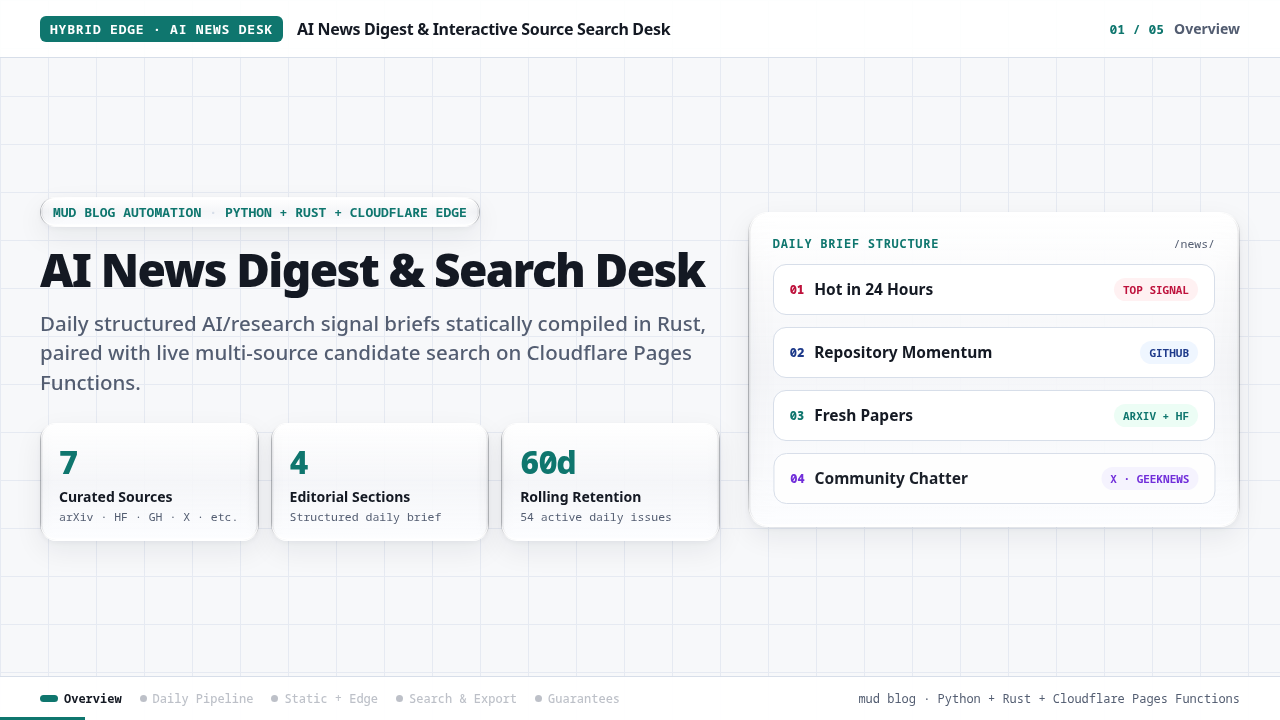 HYBRID EDGE · AI NEWS DESK
AI News Digest & Interactive Source Search Desk
01 / 05 Overview
MUD BLOG AUTOMATION · PYTHON + RUST + CLOUDFLARE EDGE
AI News Digest & Search Desk
Daily structured AI/research signal briefs statically compiled in Rust,
paired with live multi-source candidate search on Cloudflare Pages
Functions.
7
Curated Sources
arXiv · HF · GH · X · etc.
4
Editorial Sections
Structured daily brief
60d
Rolling Retention
54 active daily issues
DAILY BRIEF STRUCTURE
/news/
01 Hot in 24 Hours TOP SIGNAL
02 Repository Momentum GITHUB
03 Fresh Papers ARXIV + HF
04 Community Chatter X · GEEKNEWS
Overview Daily Pipeline Static + Edge Search & Export Guarantees
mud blog · Python + Rust + Cloudflare Pages Functions